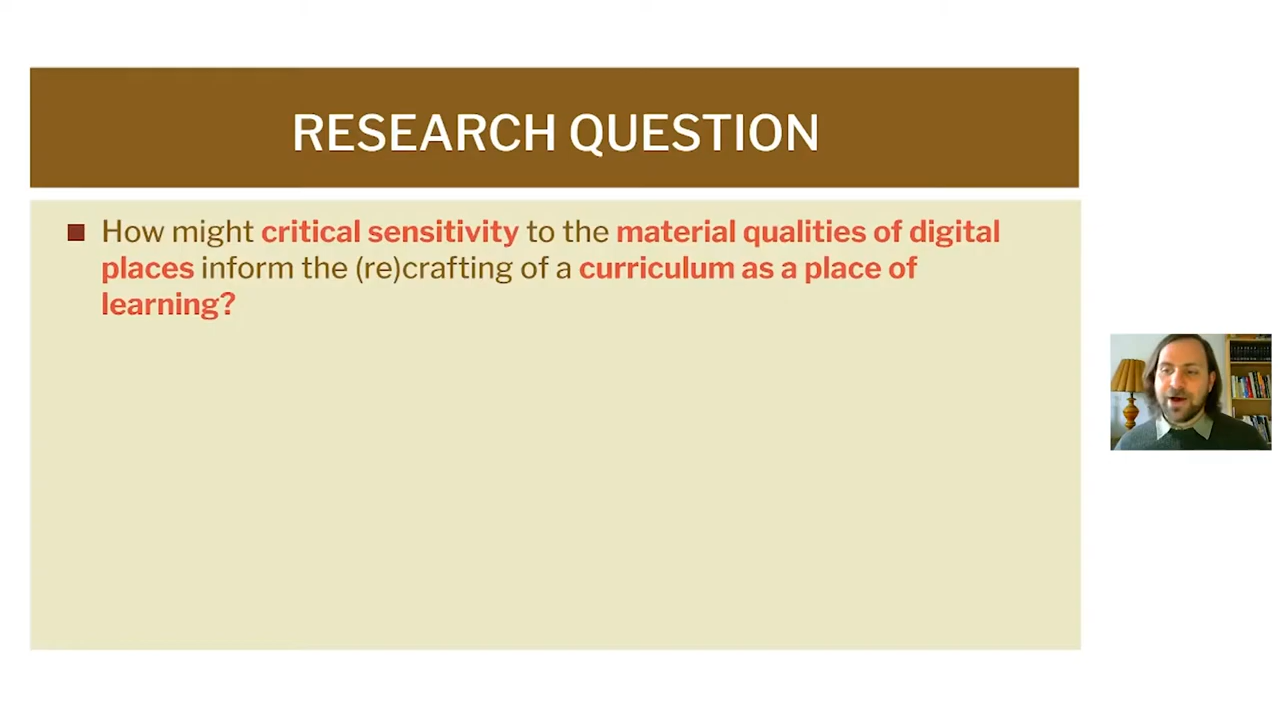 RESEARCH QUESTION
How might critical sensitivity to the material qualities of digital
places inform the (re)crafting of a curriculum as a place of
learning?